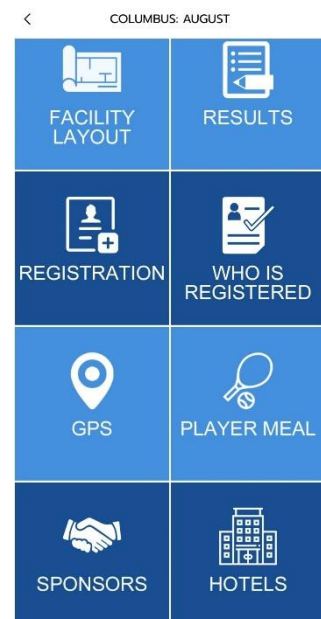 COLUMBUS: AUGUST
FACILITY
LAYOUT
RESULTS
REGISTRATION
WHO IS
REGISTERED
GPS
PLAYER MEAL
SPONSORS
HOTELS